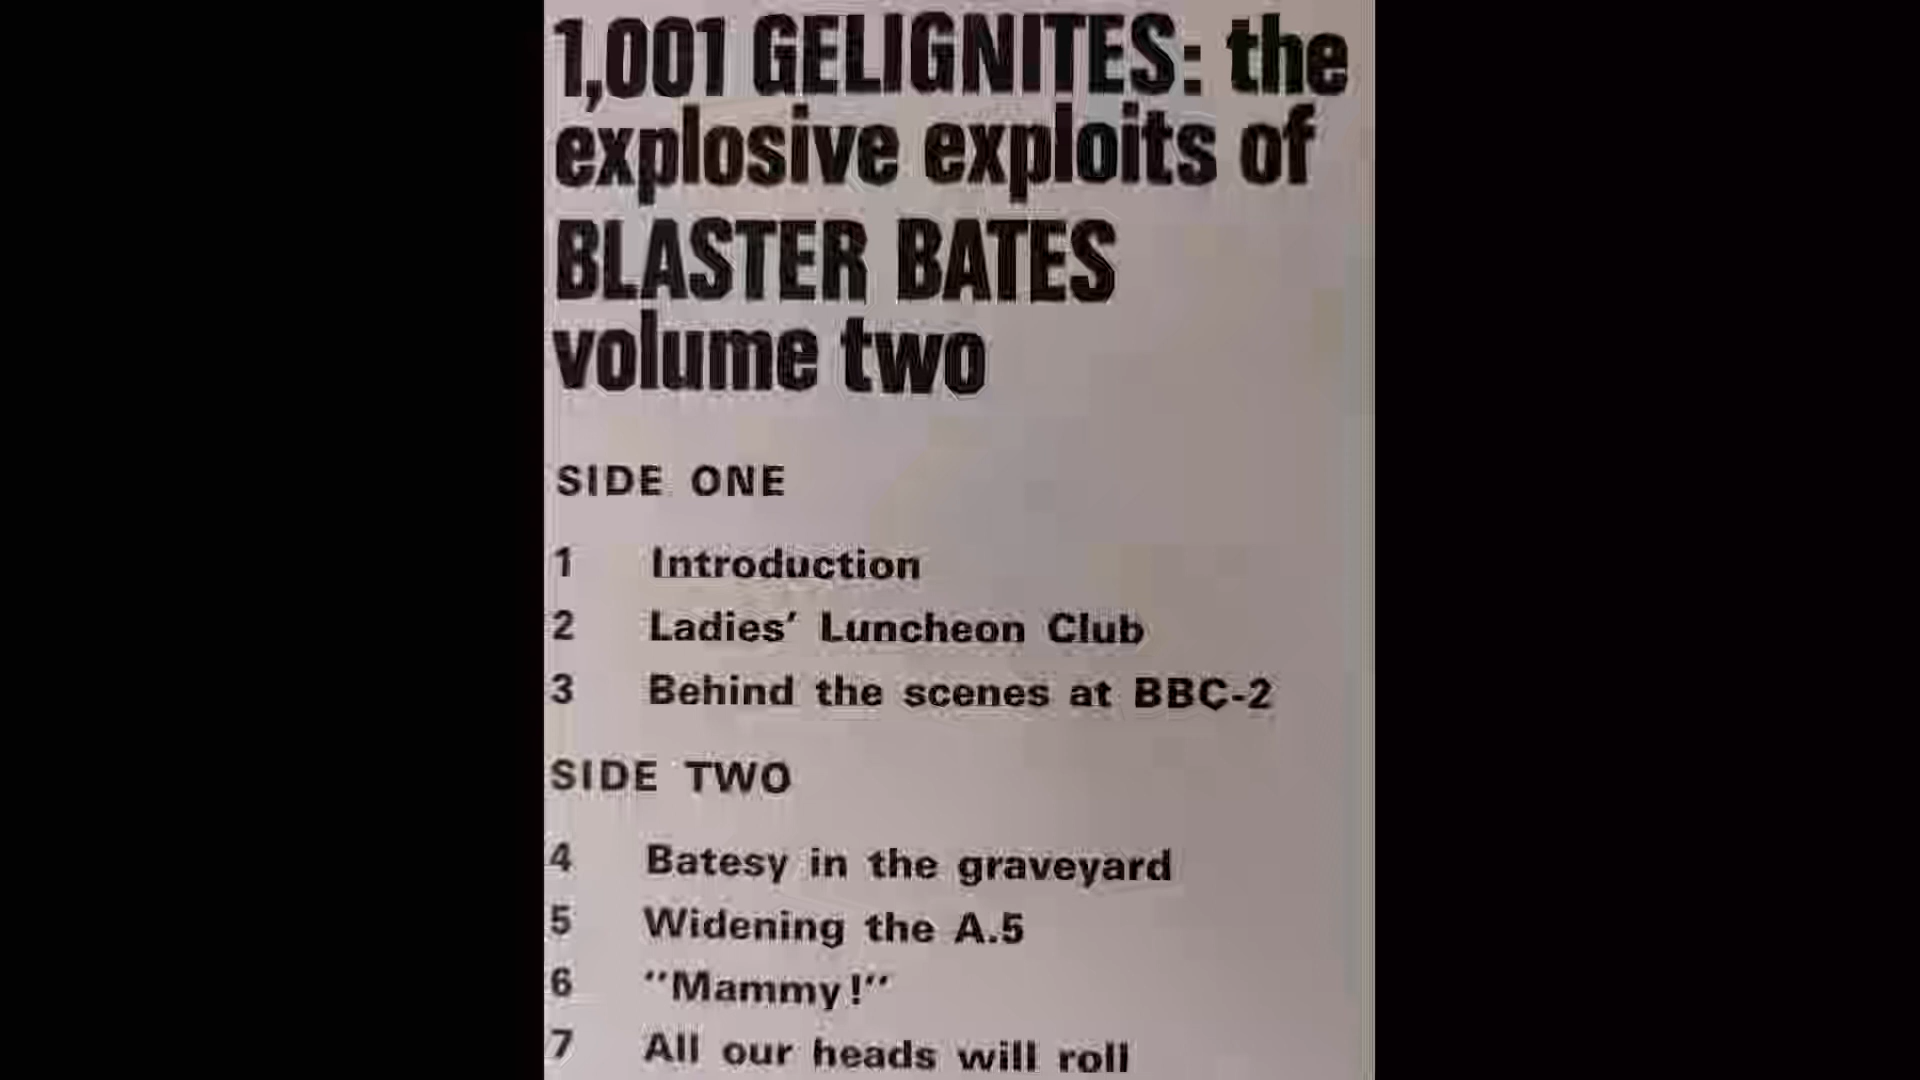 1,001 GELIGNITES: the
explosive exploits of
BLASTER BATES
volume two
SIDE ONE
1 Introduction
2 Ladies' Luncheon Club
3 Behind the scenes at BBC-2
SIDE TWO
4 Batesy in the graveyard
5 Widening the A.5
6 "Mammy!"
7 All our heads will roll